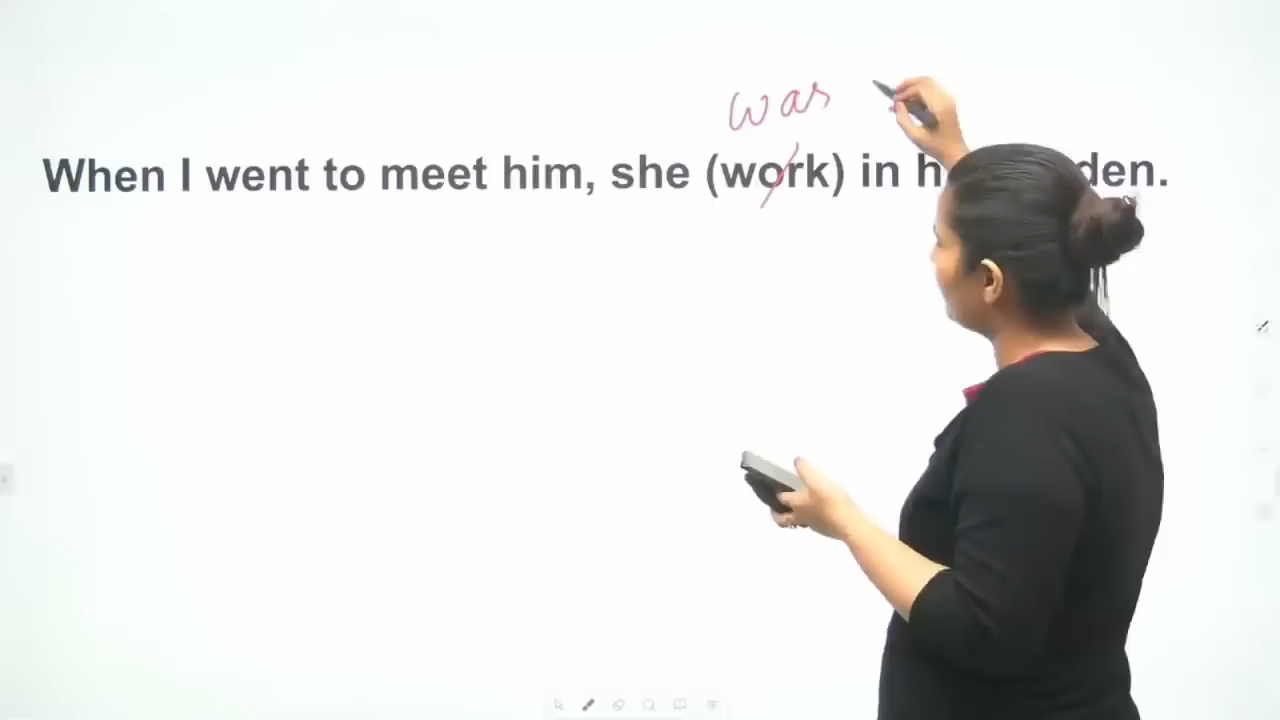 was
When I went to meet him, she (work) in h den.